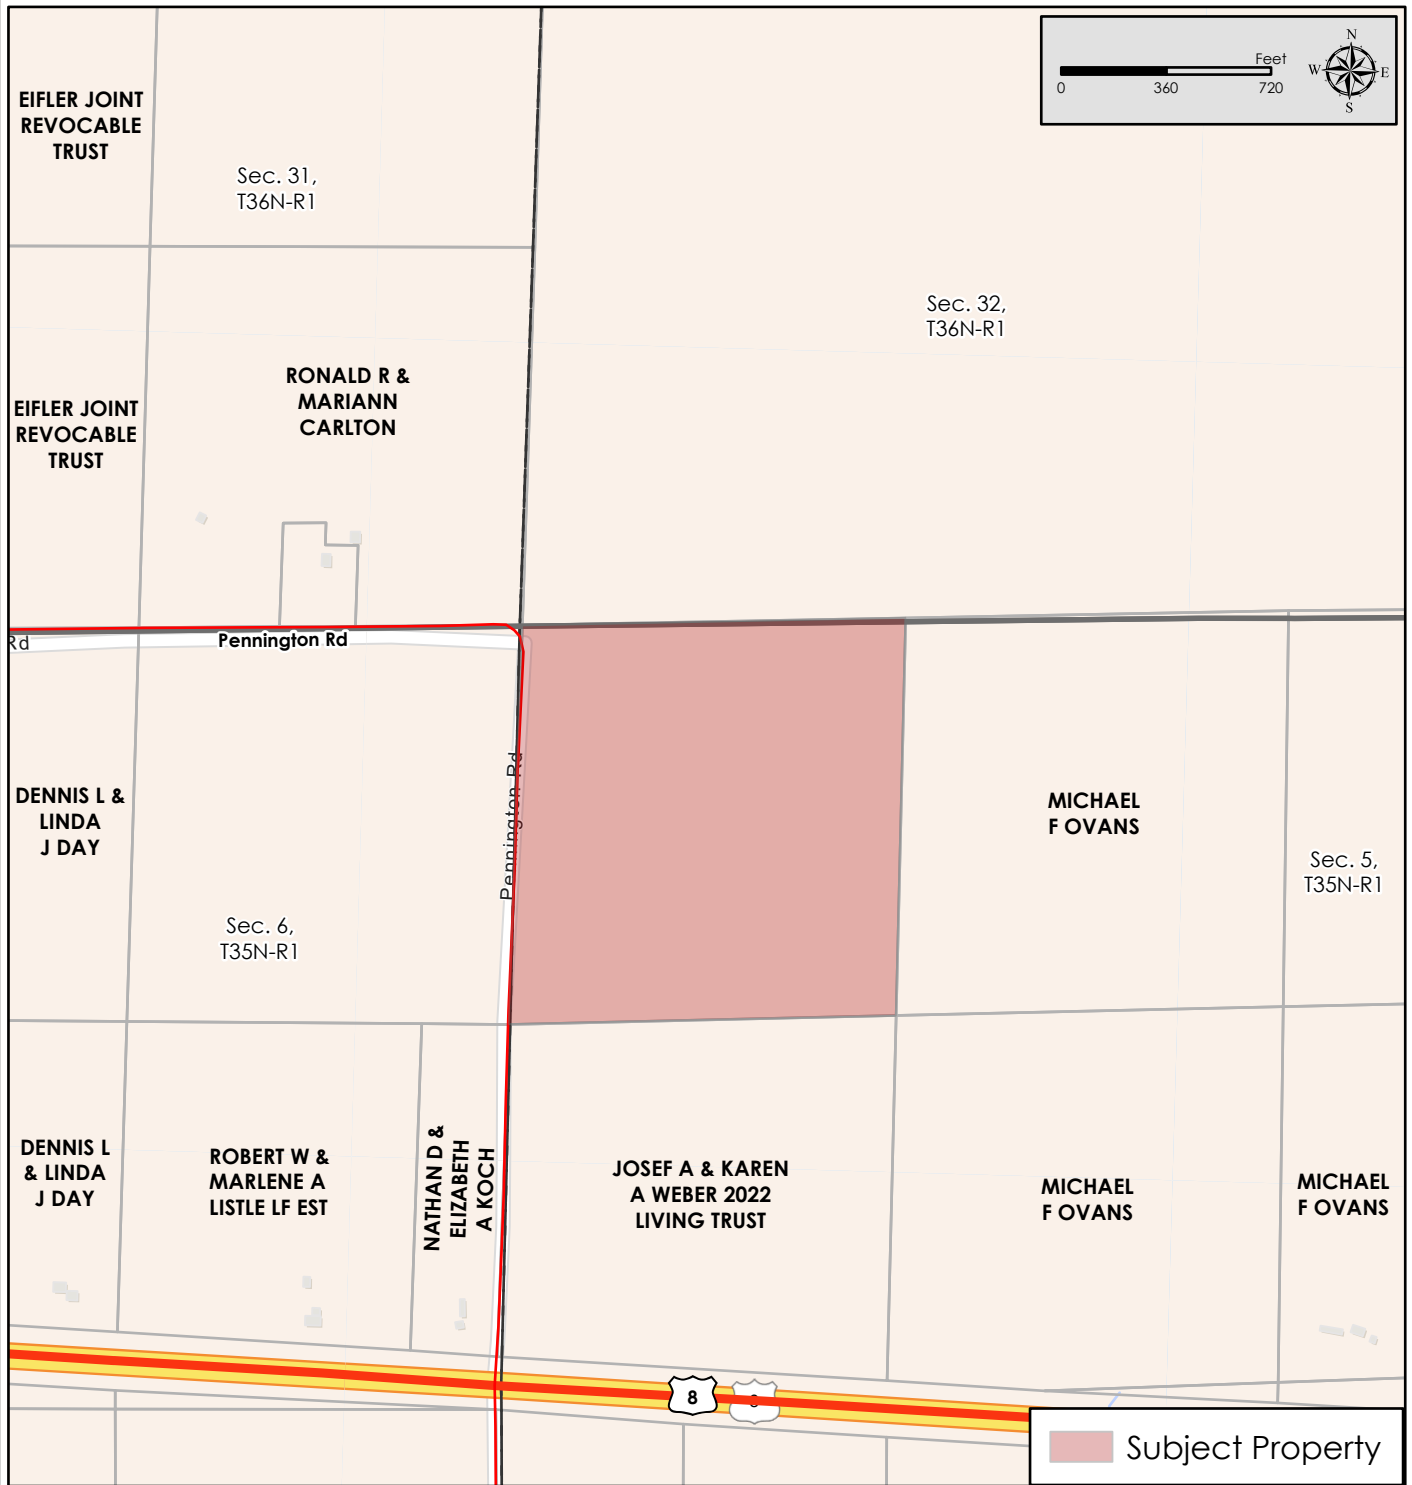 EIFLER JOINT
REVOCABLE
TRUST
Sec. 31,
T36N-R1
Feet
0 360 720
N
W E
S
Sec. 32,
T36N-R1
EIFLER JOINT
REVOCABLE
TRUST
RONALD R &
MARIANN
CARLTON
Rd
Pennington Rd
Pennington Rd
DENNIS L &
LINDA
J DAY
MICHAEL
F OVANS
Sec. 5,
T35N-R1
Sec. 6,
T35N-R1
DENNIS L
& LINDA
J DAY
ROBERT W &
MARLENE A
LISTLE LF EST
NATHAN D &
ELIZABETH
A KOCH
JOSEF A & KAREN
A WEBER 2022
LIVING TRUST
MICHAEL
F OVANS
MICHAEL
F OVANS
8
Subject Property